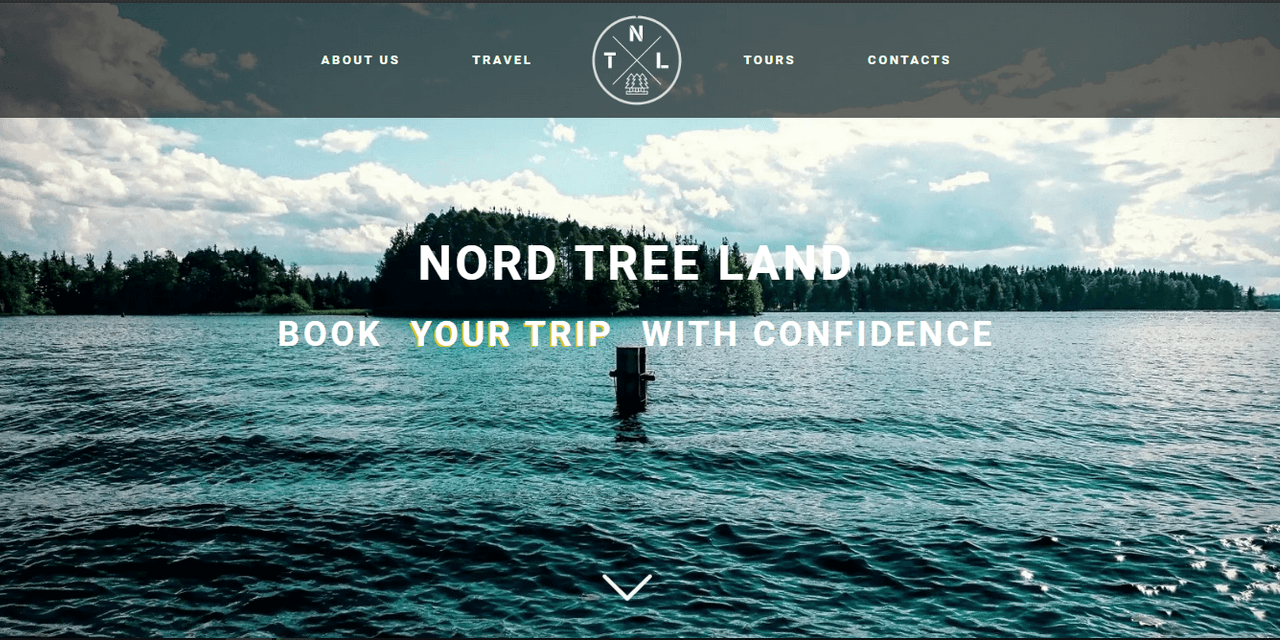 ABOUT US TRAVEL N TOURS CONTACTS
T L
NORD TREE LAND
BOOK YOUR TRIP WITH CONFIDENCE